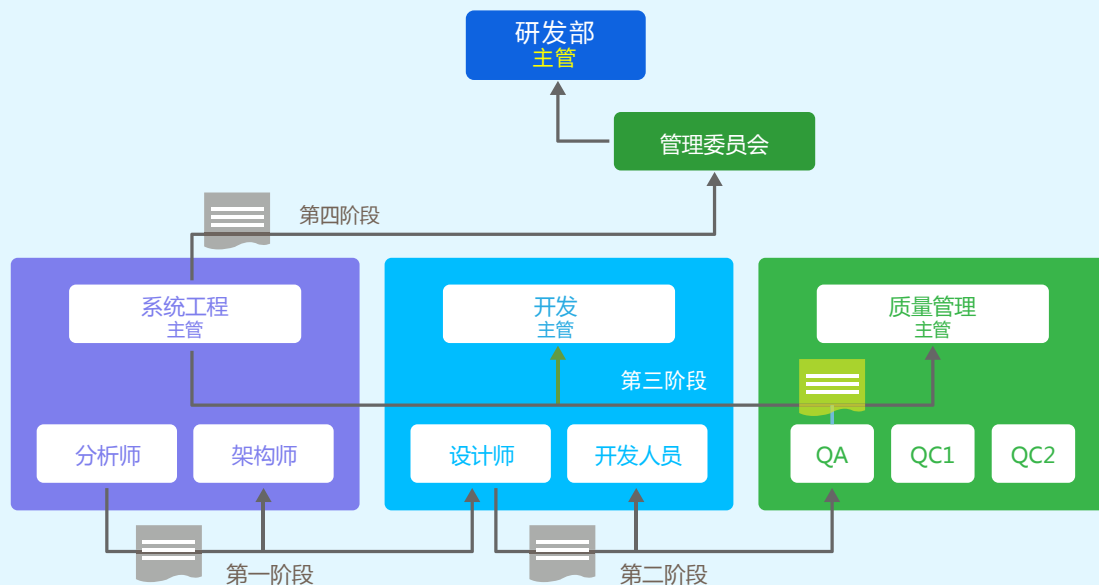 研发部
主管
管理委员会
第四阶段
系统工程
主管
开发
主管
质量管理
主管
第三阶段
分析师
架构师
设计师
开发人员
QA
QC1
QC2
第一阶段
第二阶段